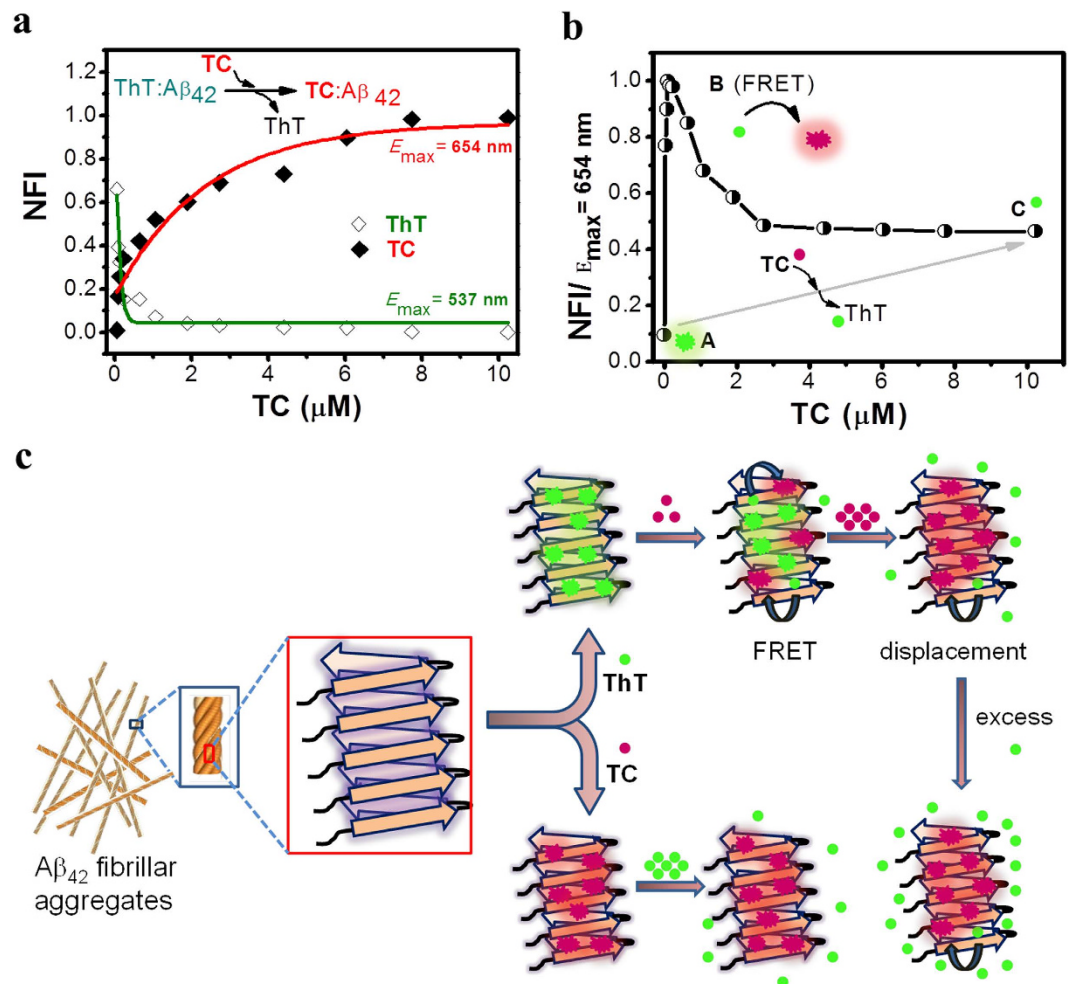 a
NFI
1.2
1.0
0.8
0.6
0.4
0.2
0.0
TC
ThT:Aβ42
TC:Aβ 42
ThT
Emax= 654 nm
ThT
TC
Emax= 537 nm
0 2 4 6 8 10
TC (μM)
b
NFI/ Emax= 654 nm
1.0
0.8
0.6
0.4
0.2
0.0
B (FRET)
C
TC
ThT
A
0 2 4 6 8 10
TC (μM)
c
FRET
displacement
ThT
excess
TC
Aβ42 fibrillar
aggregates